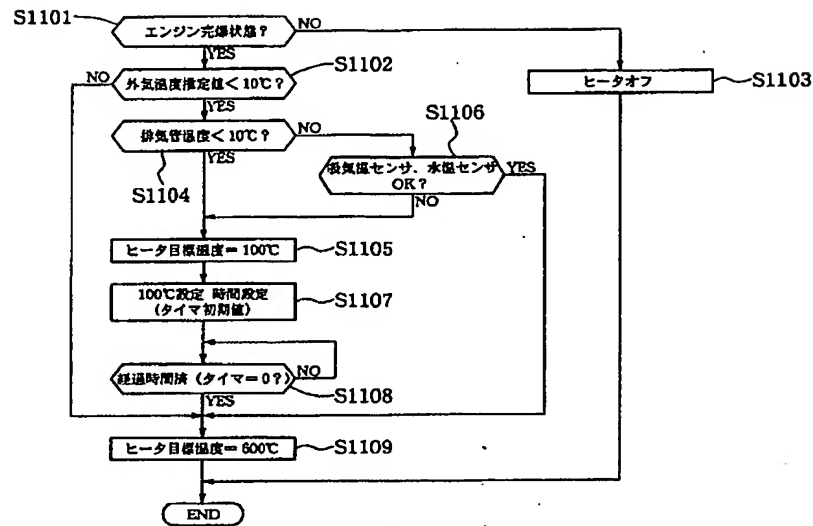 S1101
エンジン完爆状態?
NO
YES
NO
外気温度推定値<10℃?
S1102
ヒータオフ
S1103
YES
S1106
排気管温度<10℃?
NO
YES
S1104
吸気温センサ、水温センサ
OK?
YES
NO
ヒータ目標温度=100℃
S1105
100℃設定 時間設定
(タイマ初期値)
S1107
経過時間済(タイマ=0?)
NO
S1108
YES
ヒータ目標温度=600℃
S1109
END